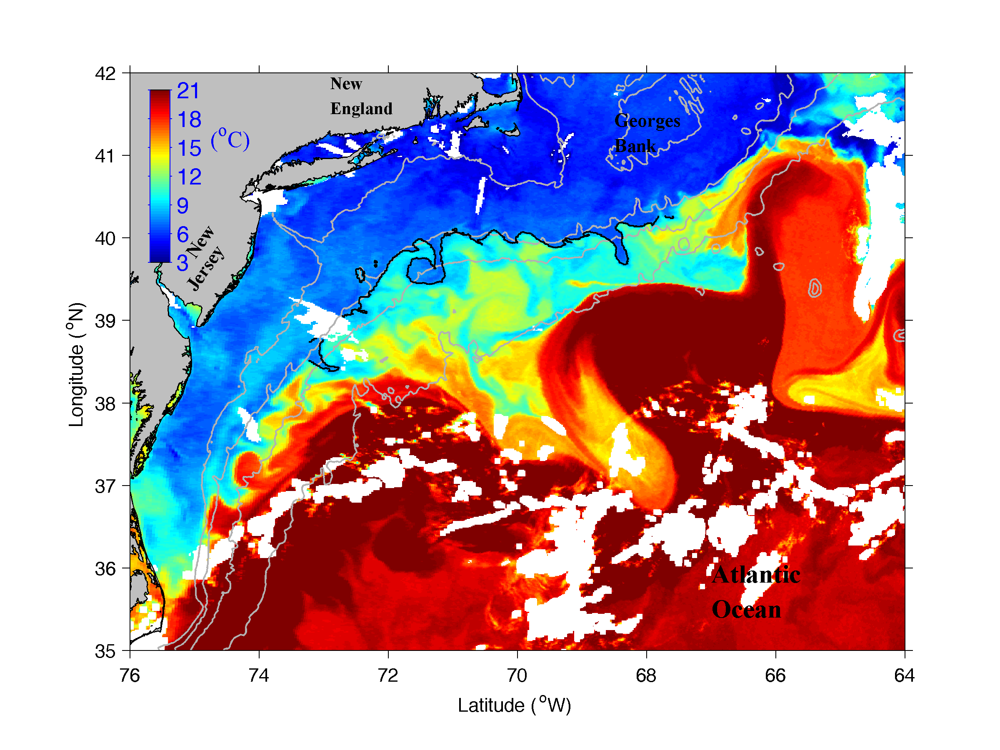 New
England
Georges
Bank
New
Jersey
Atlantic
Ocean
21
18
15
12
9
6
3
(°C)
42
41
40
39
38
37
36
35
Longitude (°N)
76 74 72 70 68 66 64
Latitude (°W)